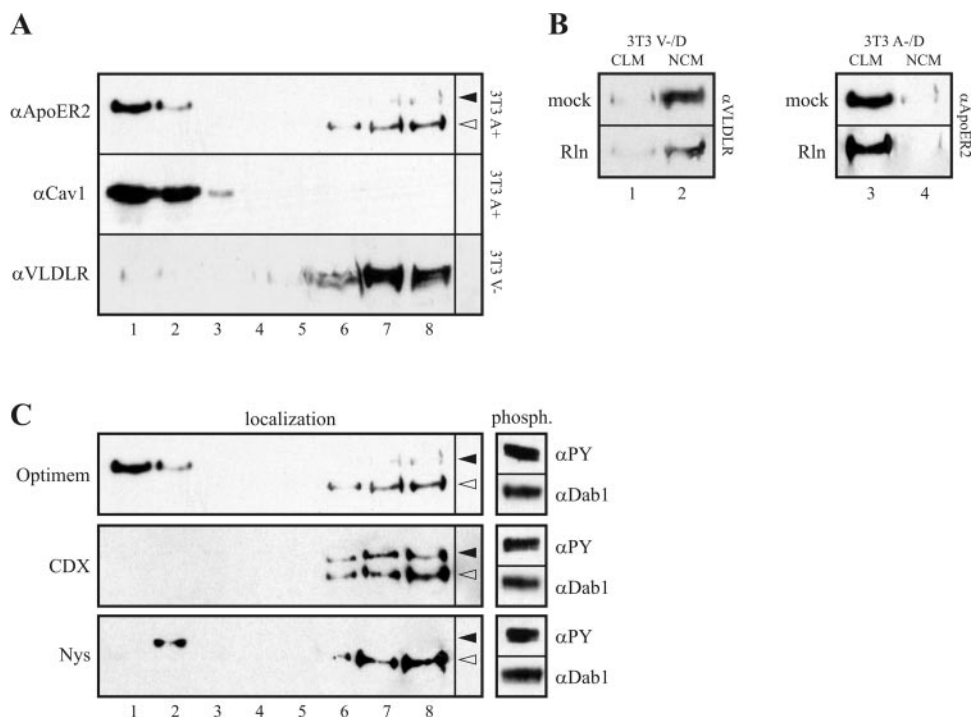 A
αApoER2
3T3 A+
αCav1
3T3 A+
αVLDLR
3T3 V-
1 2 3 4 5 6 7 8
B
3T3 V-/D
CLM NCM
mock
Rln
αVLDLR
1 2
3T3 A-/D
CLM NCM
mock
Rln
αApoER2
3 4
C
localization phosph.
Optimem
αPY
αDab1
CDX
αPY
αDab1
Nys
αPY
αDab1
1 2 3 4 5 6 7 8